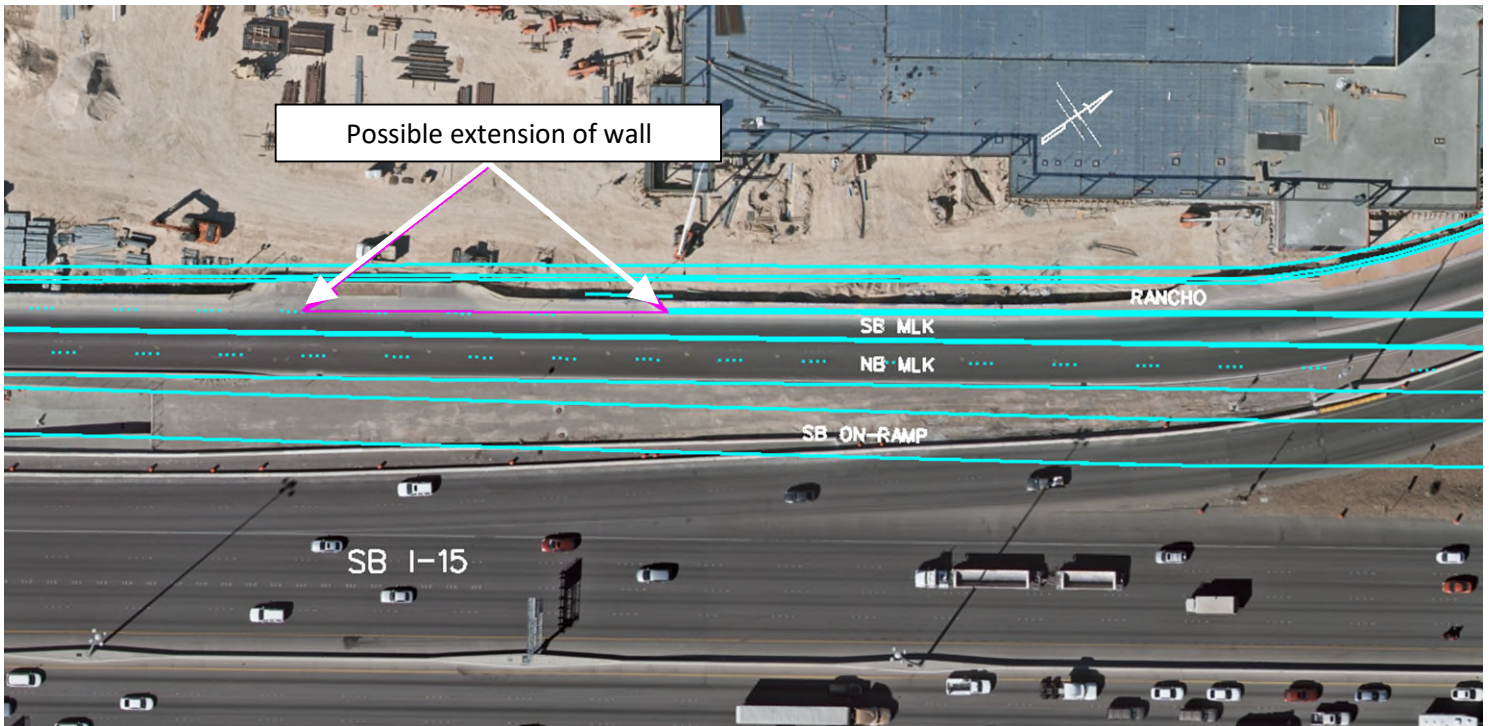 Possible extension of wall
RANCHO
SB MLK
NB MLK
SB ON-RAMP
SB I-15